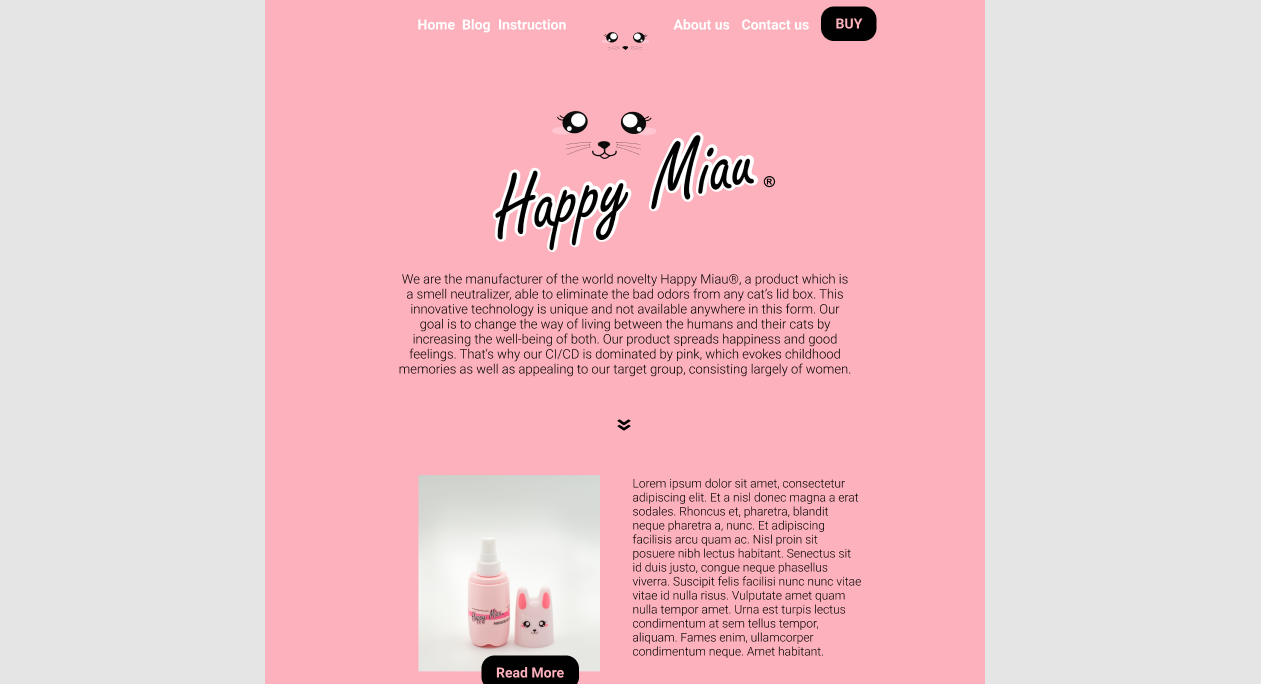 Home Blog Instruction About us Contact us BUY
Happy Miau ®
We are the manufacturer of the world novelty Happy Miau®, a product which is
a smell neutralizer, able to eliminate the bad odors from any cat's lid box. This
innovative technology is unique and not available anywhere in this form. Our
goal is to change the way of living between the humans and their cats by
increasing the well-being of both. Our product spreads happiness and good
feelings. That's why our CI/CD is dominated by pink, which evokes childhood
memories as well as appealing to our target group, consisting largely of women.
Lorem ipsum dolor sit amet, consectetur
adipiscing elit. Et a nisl donec magna a erat
sodales. Rhoncus et, pharetra, blandit
neque pharetra a, nunc. Et adipiscing
facilisis arcu quam ac. Nisl proin sit
posuere nibh lectus habitant. Senectus sit
id duis justo, congue neque phasellus
viverra. Suscipit felis facilisi nunc nunc vitae
vitae id nulla risus. Vulputate amet quam
nulla tempor amet. Urna est turpis lectus
condimentum at sem tellus tempor,
aliquam. Fames enim, ullamcorper
condimentum neque. Amet habitant.
Happy Miau
Read More